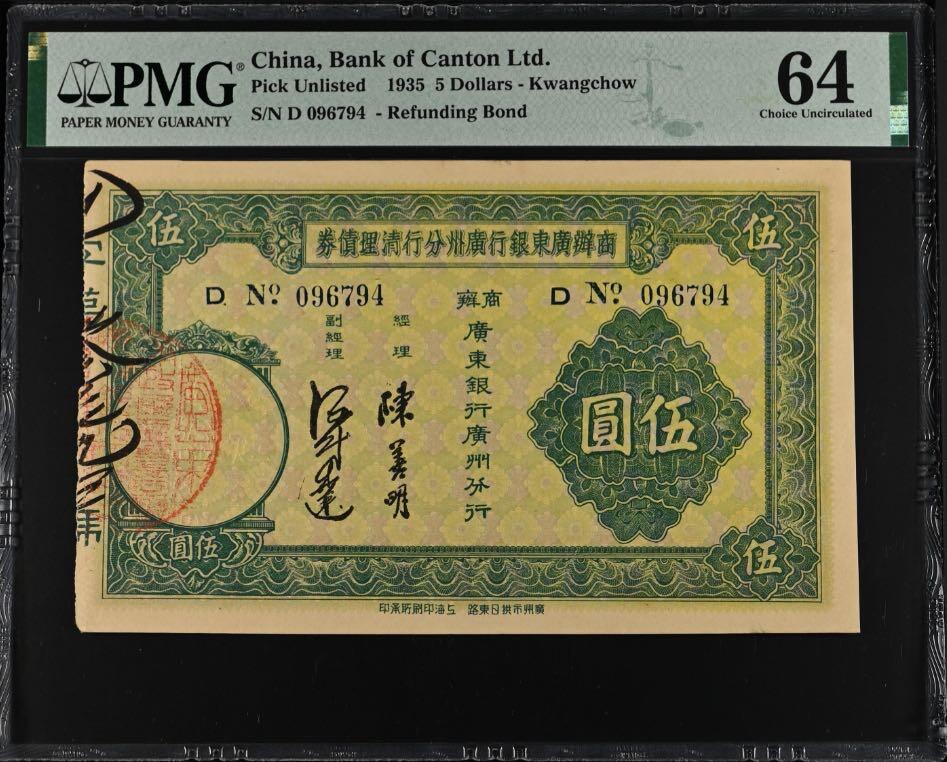 PMG®
PAPER MONEY GUARANTY
China, Bank of Canton Ltd.
Pick Unlisted 1935 5 Dollars - Kwangchow
S/N D 096794 - Refunding Bond
64
Choice Uncirculated
伍
伍
券債理清行分州廣行銀東廣辦商
D Nº 096794
D Nº 096794
商辦
廣東銀行廣州分行
經理
陳善明
副經理
伍圓
伍圓
伍